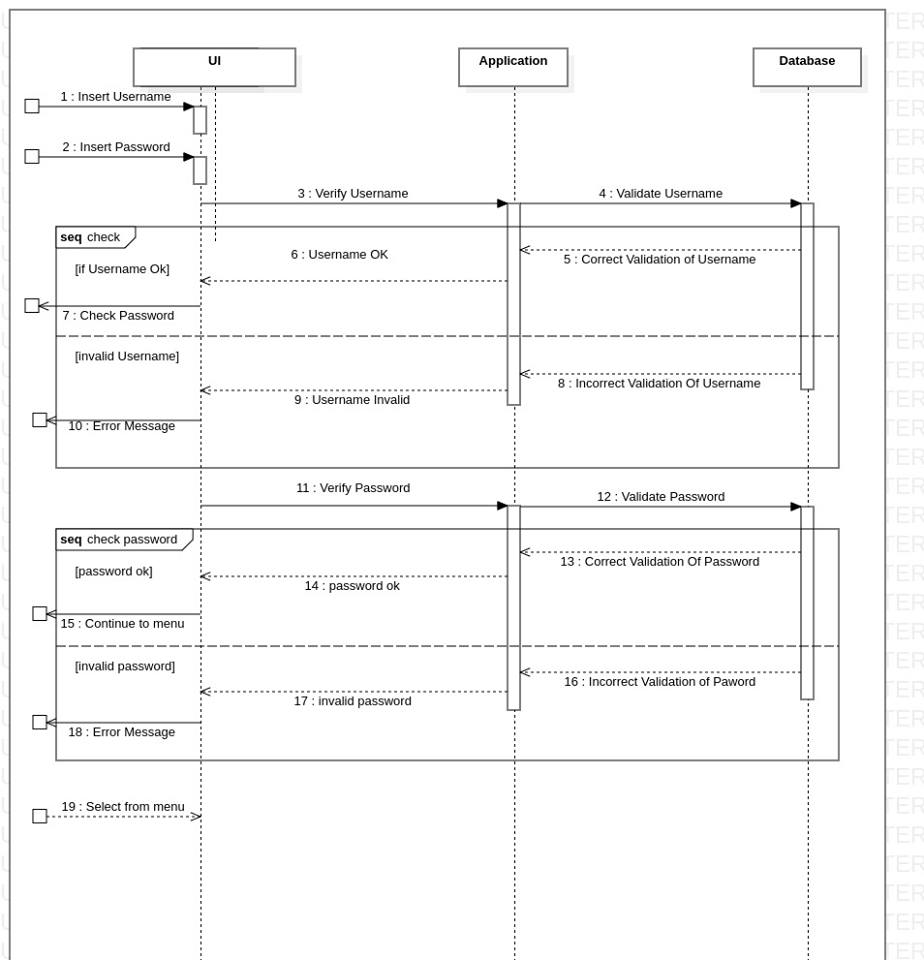 UI
Application
Database
1 : Insert Username
2 : Insert Password
3 : Verify Username
4 : Validate Username
seq check
6 : Username OK
5 : Correct Validation of Username
[if Username Ok]
7 : Check Password
[invalid Username]
8 : Incorrect Validation Of Username
9 : Username Invalid
10 : Error Message
11 : Verify Password
12 : Validate Password
seq check password
13 : Correct Validation Of Password
[password ok]
14 : password ok
15 : Continue to menu
[invalid password]
16 : Incorrect Validation of Paword
17 : invalid password
18 : Error Message
19 : Select from menu